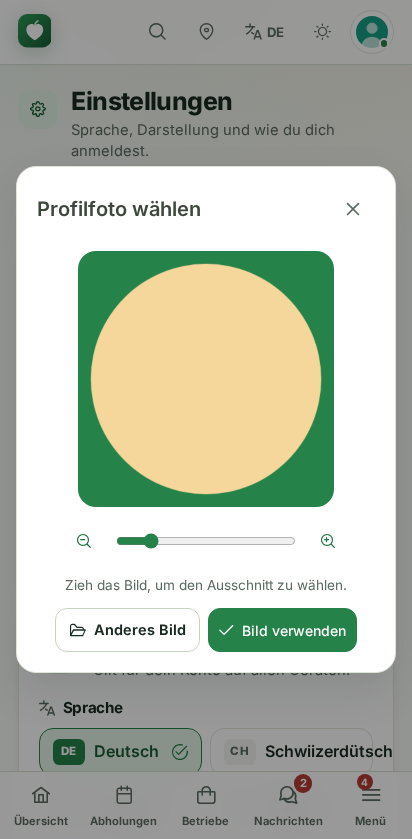 DE
Einstellungen
Sprache, Darstellung und wie du dich
anmeldest.
Profilfoto wählen
Zieh das Bild, um den Ausschnitt zu wählen.
Anderes Bild
Bild verwenden
Sprache
DE Deutsch
CH Schwiizerdütsch
2
4
Übersicht
Abholungen
Betriebe
Nachrichten
Menü